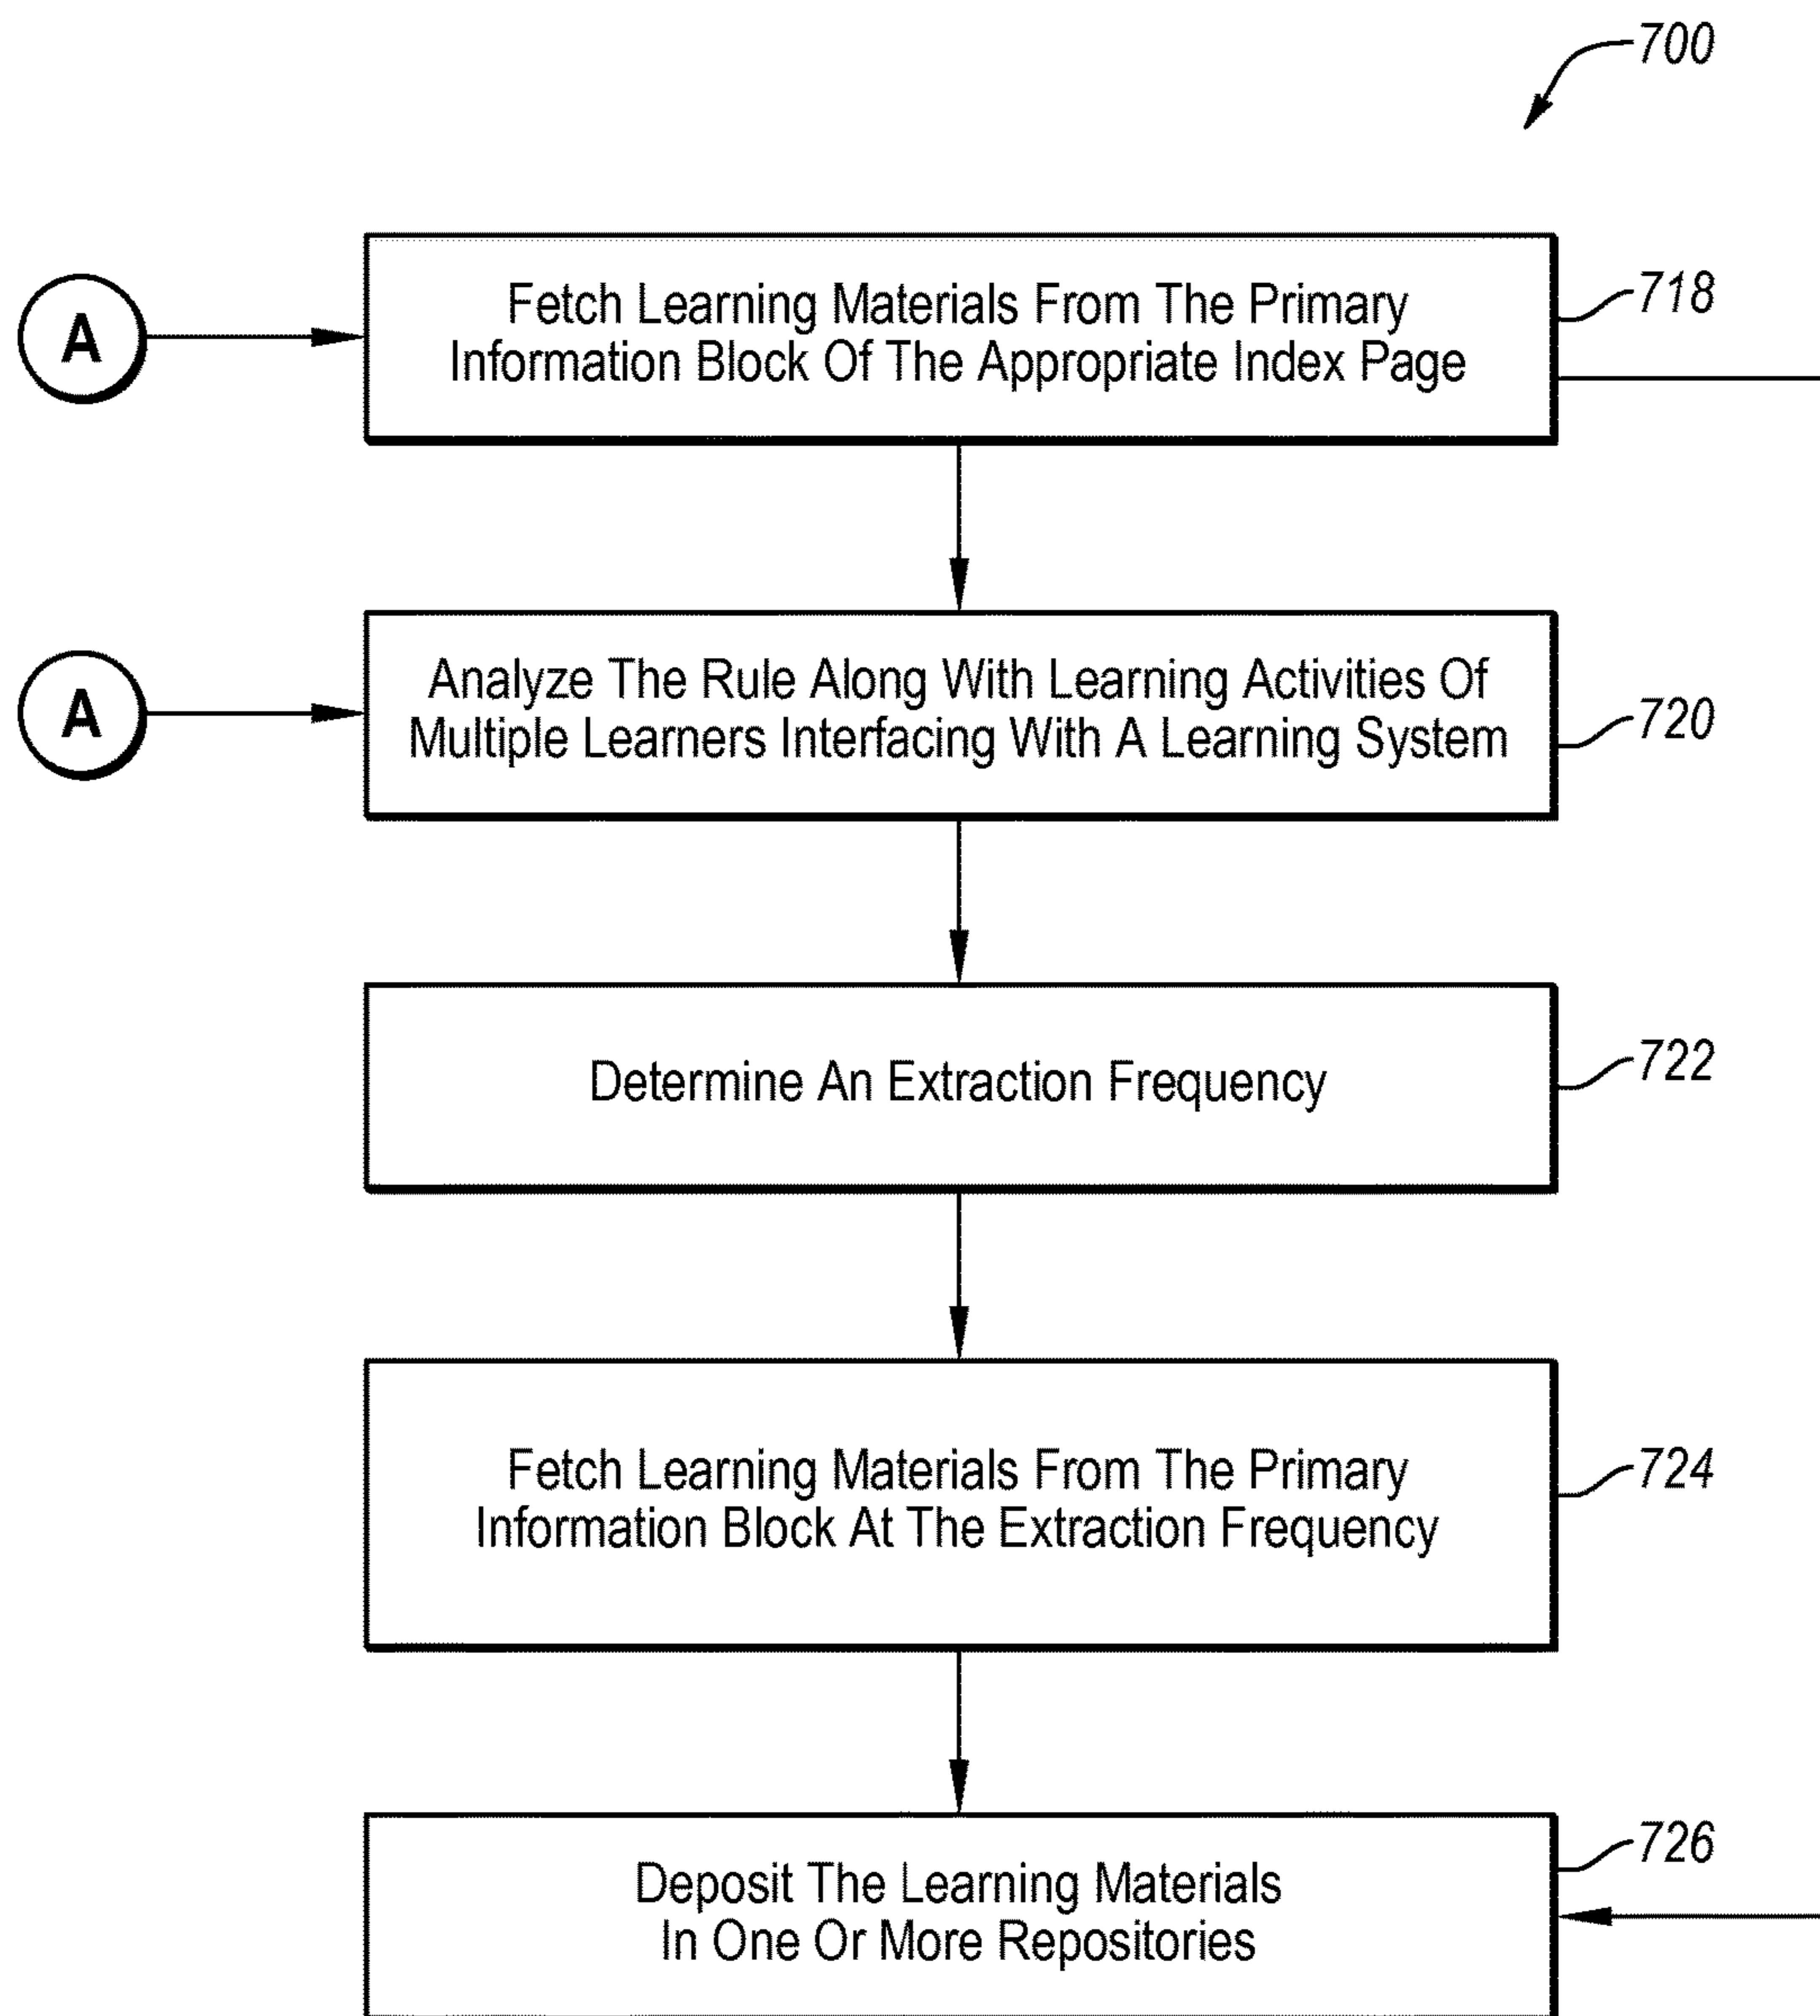 700
A
Fetch Learning Materials From The Primary
Information Block Of The Appropriate Index Page
718
A
Analyze The Rule Along With Learning Activities Of
Multiple Learners Interfacing With A Learning System
720
Determine An Extraction Frequency
722
Fetch Learning Materials From The Primary
Information Block At The Extraction Frequency
724
Deposit The Learning Materials
In One Or More Repositories
726